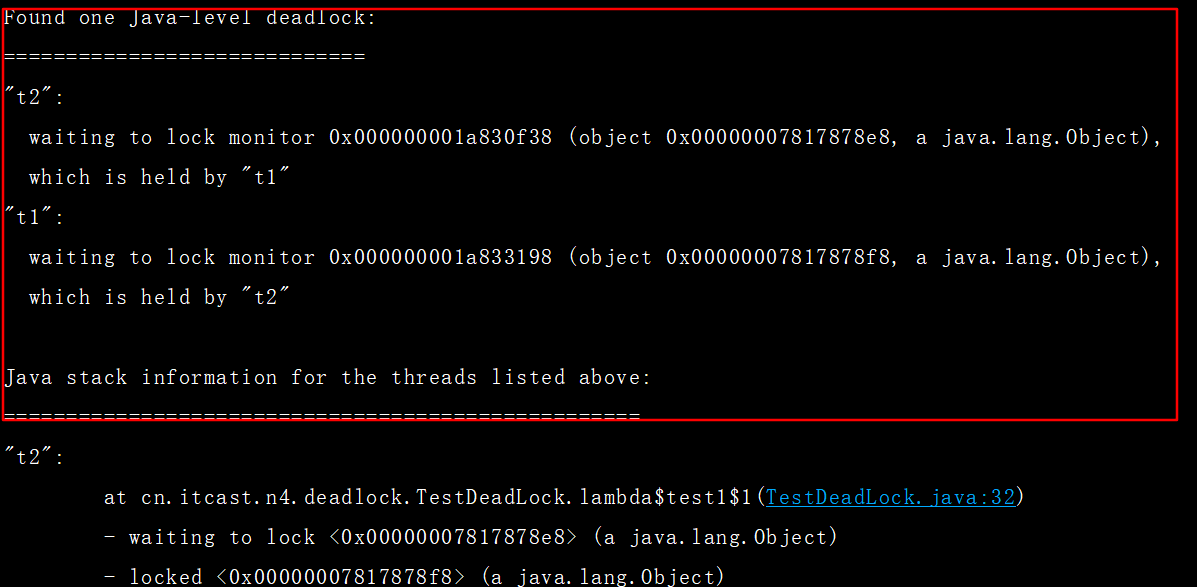 Found one Java-level deadlock:
=============================
"t2":
  waiting to lock monitor 0x000000001a830f38 (object 0x00000007817878e8, a java.lang.Object),
  which is held by "t1"
"t1":
  waiting to lock monitor 0x000000001a833198 (object 0x00000007817878f8, a java.lang.Object),
  which is held by "t2"
Java stack information for the threads listed above:
===================================================
"t2":
        at cn.itcast.n4.deadlock.TestDeadLock.lambda$test1$1(TestDeadLock.java:32)
        - waiting to lock <0x00000007817878e8> (a java.lang.Object)
        - locked <0x00000007817878f8> (a java.lang.Object)